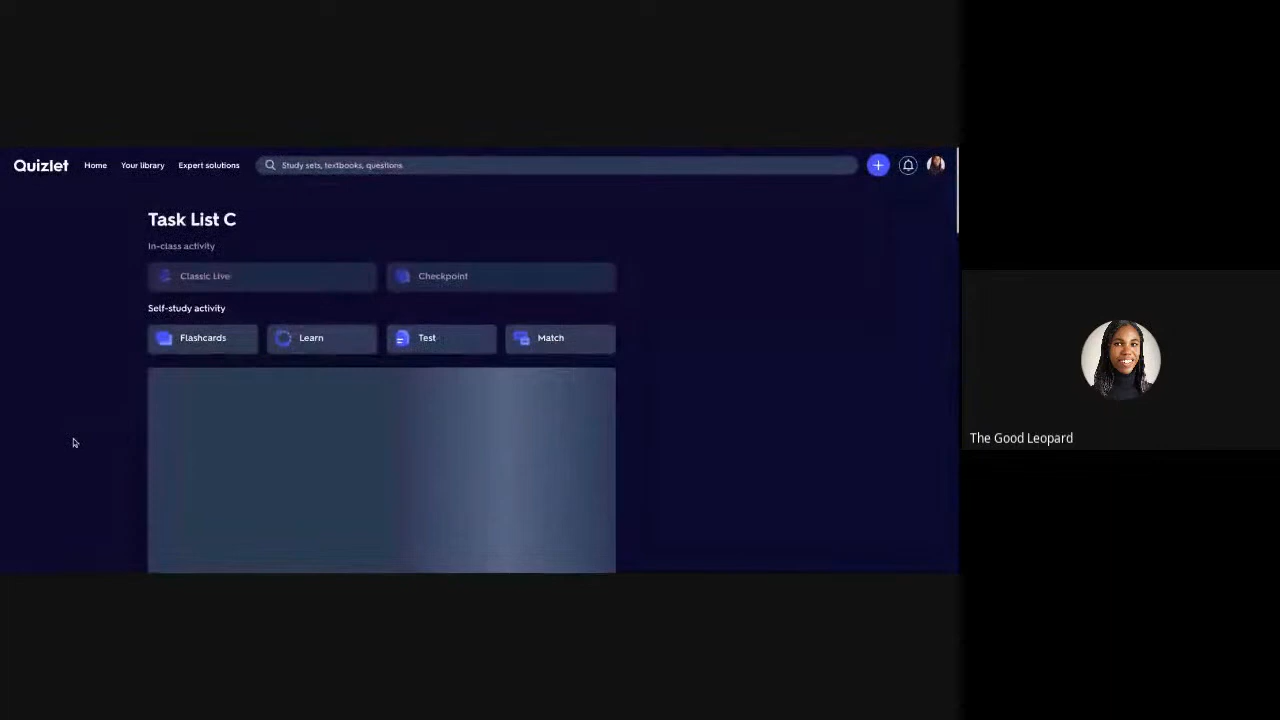 Quizlet Home Your library Expert solutions Study sets, textbooks, questions
Task List C
In-class activity
Classic Live Checkpoint
Self-study activity
Flashcards Learn Test Match
The Good Leopard